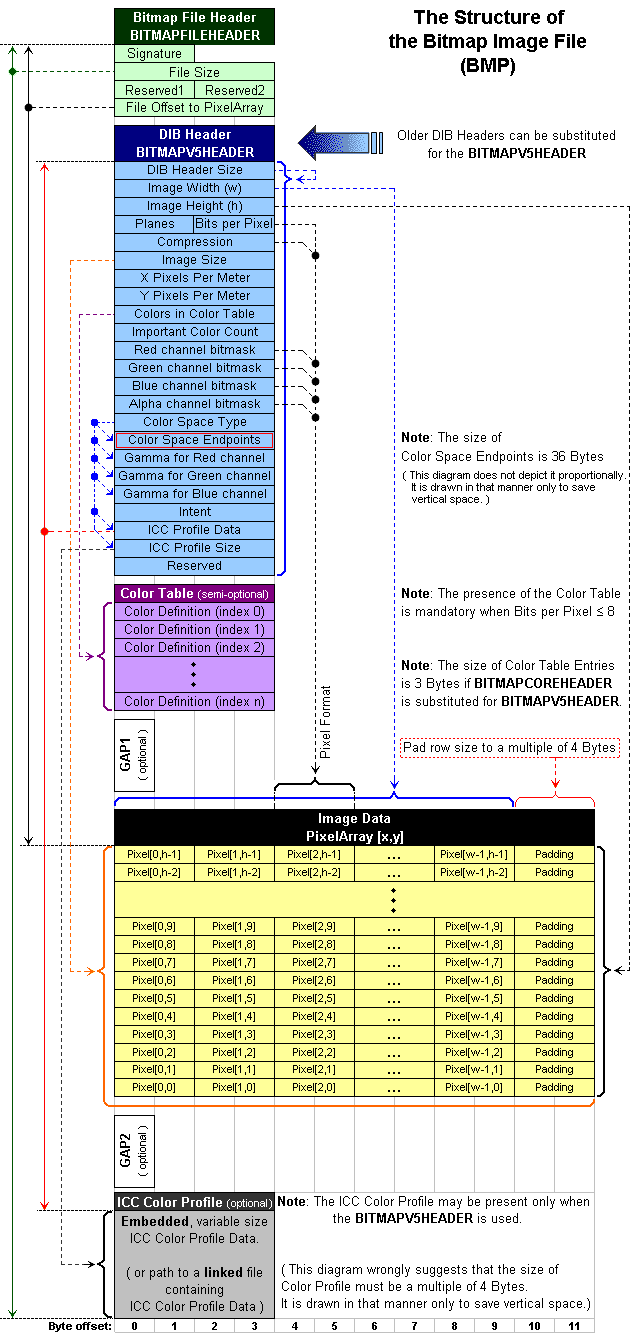 The Structure of
the Bitmap Image File
(BMP)
Bitmap File Header
BITMAPFILEHEADER
Signature
File Size
Reserved1 Reserved2
File Offset to PixelArray
DIB Header
BITMAPV5HEADER
Older DIB Headers can be substituted
for the BITMAPV5HEADER
DIB Header Size
Image Width (w)
Image Height (h)
Planes Bits per Pixel
Compression
Image Size
X Pixels Per Meter
Y Pixels Per Meter
Colors in Color Table
Important Color Count
Red channel bitmask
Green channel bitmask
Blue channel bitmask
Alpha channel bitmask
Color Space Type
Color Space Endpoints
Gamma for Red channel
Gamma for Green channel
Gamma for Blue channel
Intent
ICC Profile Data
ICC Profile Size
Reserved
Note: The size of
Color Space Endpoints is 36 Bytes
( This diagram does not depict it proportionally.
It is drawn in that manner only to save
vertical space. )
Color Table (semi-optional)
Color Definition (index 0)
Color Definition (index 1)
Color Definition (index 2)
Color Definition (index n)
Note: The presence of the Color Table
is mandatory when Bits per Pixel ≤ 8
Note: The size of Color Table Entries
is 3 Bytes if BITMAPCOREHEADER
is substituted for BITMAPV5HEADER.
GAP1
( optional )
Pixel Format
Pad row size to a multiple of 4 Bytes
Image Data
PixelArray [x,y]
Pixel[0,h-1] Pixel[1,h-1] Pixel[2,h-1] ... Pixel[w-1,h-1] Padding
Pixel[0,h-2] Pixel[1,h-2] Pixel[2,h-2] ... Pixel[w-1,h-2] Padding
Pixel[0,9] Pixel[1,9] Pixel[2,9] ... Pixel[w-1,9] Padding
Pixel[0,8] Pixel[1,8] Pixel[2,8] ... Pixel[w-1,8] Padding
Pixel[0,7] Pixel[1,7] Pixel[2,7] ... Pixel[w-1,7] Padding
Pixel[0,6] Pixel[1,6] Pixel[2,6] ... Pixel[w-1,6] Padding
Pixel[0,5] Pixel[1,5] Pixel[2,5] ... Pixel[w-1,5] Padding
Pixel[0,4] Pixel[1,4] Pixel[2,4] ... Pixel[w-1,4] Padding
Pixel[0,3] Pixel[1,3] Pixel[2,3] ... Pixel[w-1,3] Padding
Pixel[0,2] Pixel[1,2] Pixel[2,2] ... Pixel[w-1,2] Padding
Pixel[0,1] Pixel[1,1] Pixel[2,1] ... Pixel[w-1,1] Padding
Pixel[0,0] Pixel[1,0] Pixel[2,0] ... Pixel[w-1,0] Padding
GAP2
( optional )
ICC Color Profile (optional)
Embedded, variable size
ICC Color Profile Data.
( or path to a linked file
containing
ICC Color Profile Data )
Note: The ICC Color Profile may be present only when
the BITMAPV5HEADER is used.
( This diagram wrongly suggests that the size of
Color Profile must be a multiple of 4 Bytes.
It is drawn in that manner only to save vertical space.)
Byte offset: 0 1 2 3 4 5 6 7 8 9 10 11